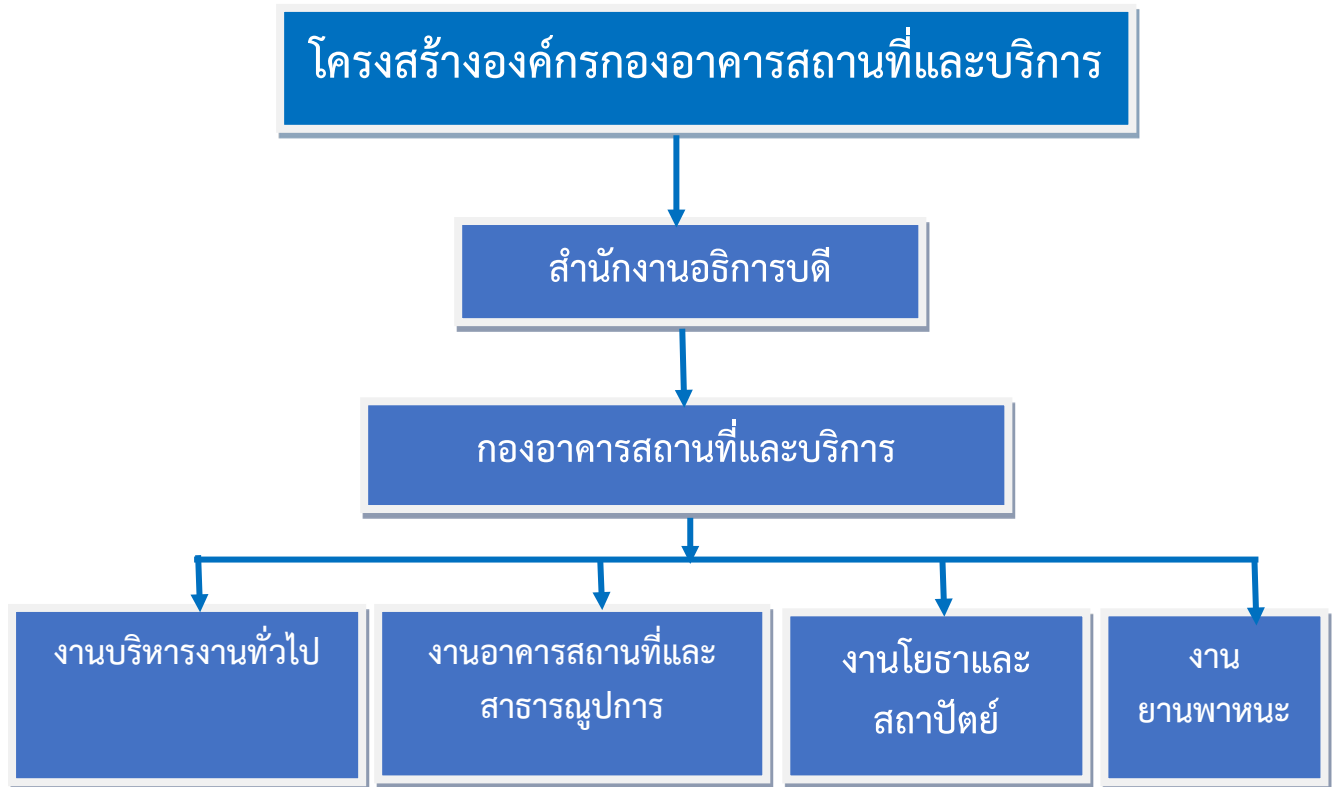 โครงสร้างองค์กรกองอาคารสถานที่และบริการ
สำนักงานอธิการบดี
กองอาคารสถานที่และบริการ
งานบริหารงานทั่วไป
งานอาคารสถานที่และ
สาธารณูปการ
งานโยธาและ
สถาปัตย์
งาน
ยานพาหนะ